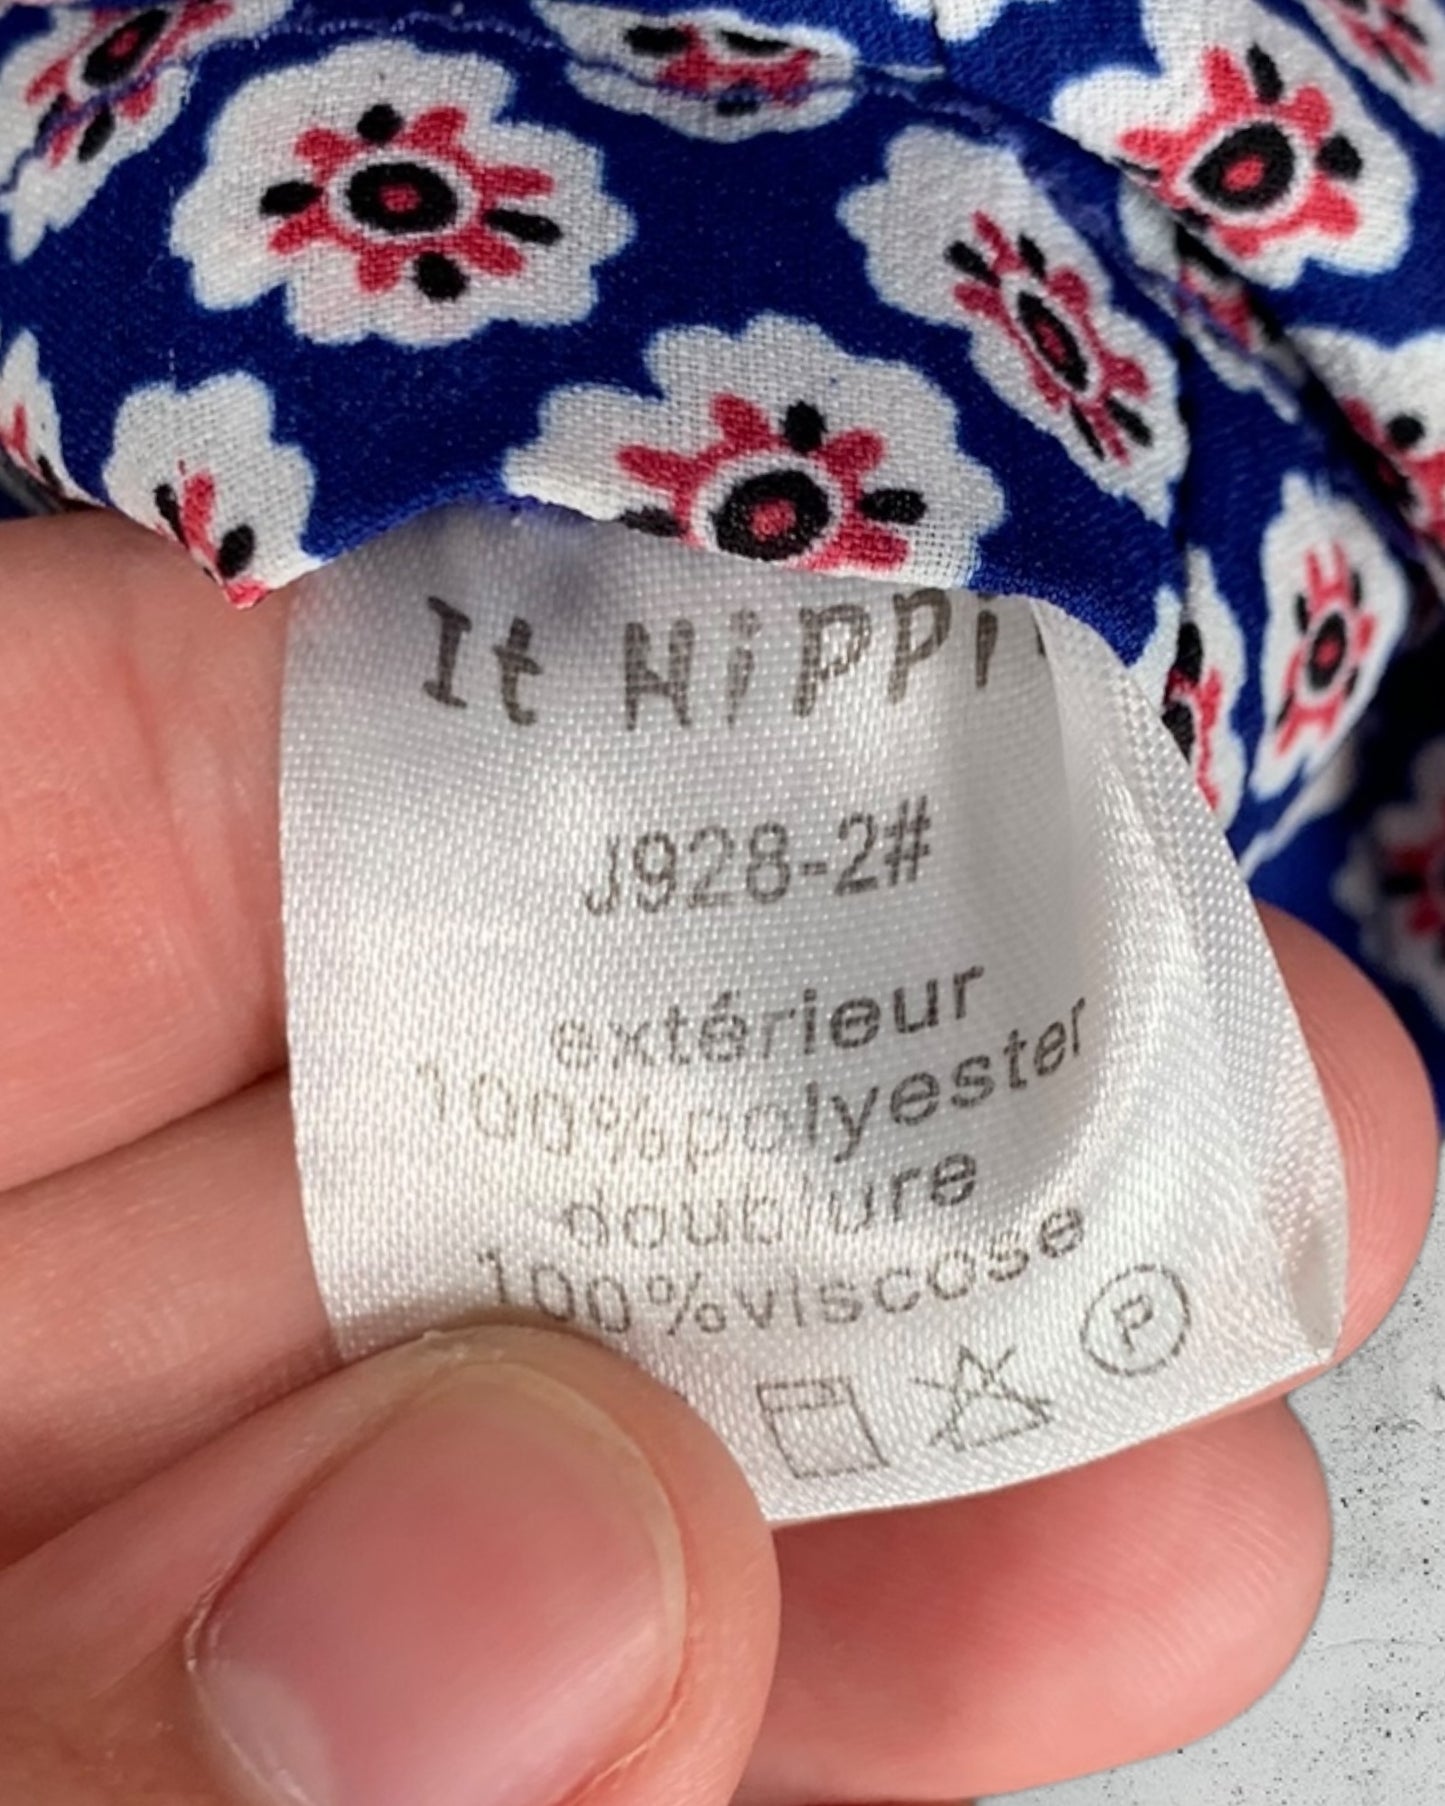 It HiPPi
J928-2#
extérieur
100%polyester
doublure
100%viscose
P